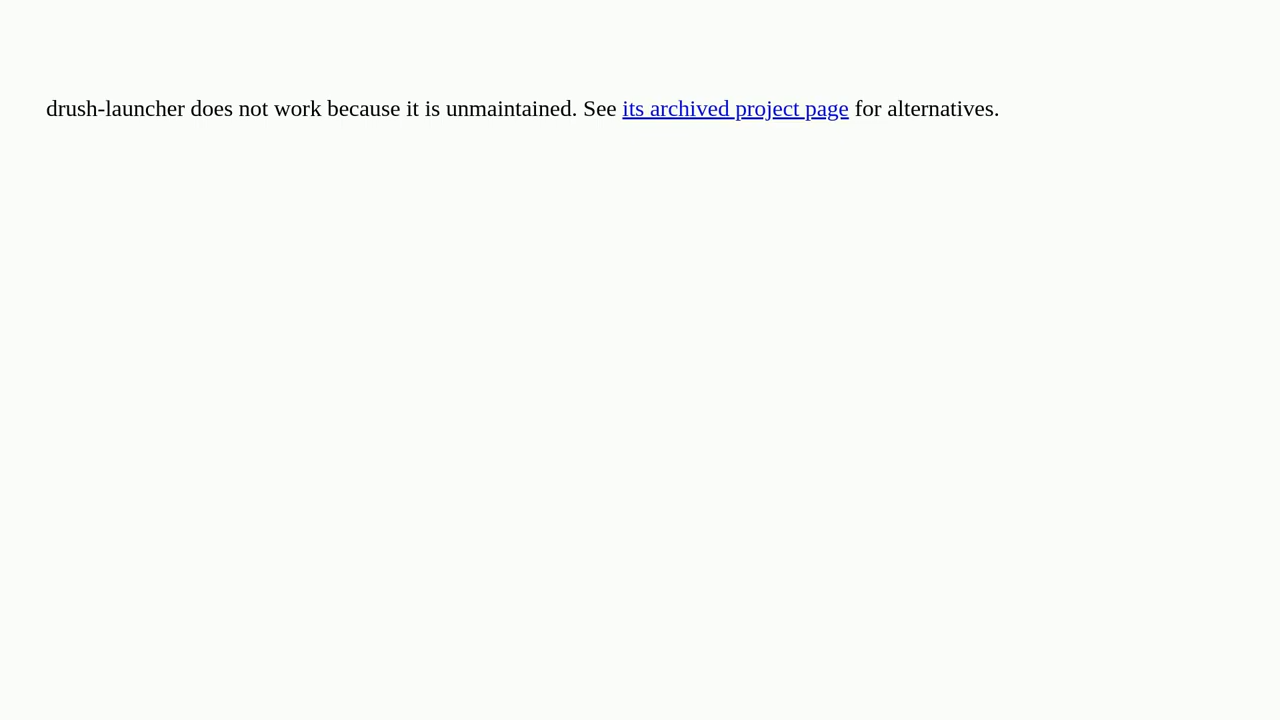 drush-launcher does not work because it is unmaintained. See its archived project page for alternatives.